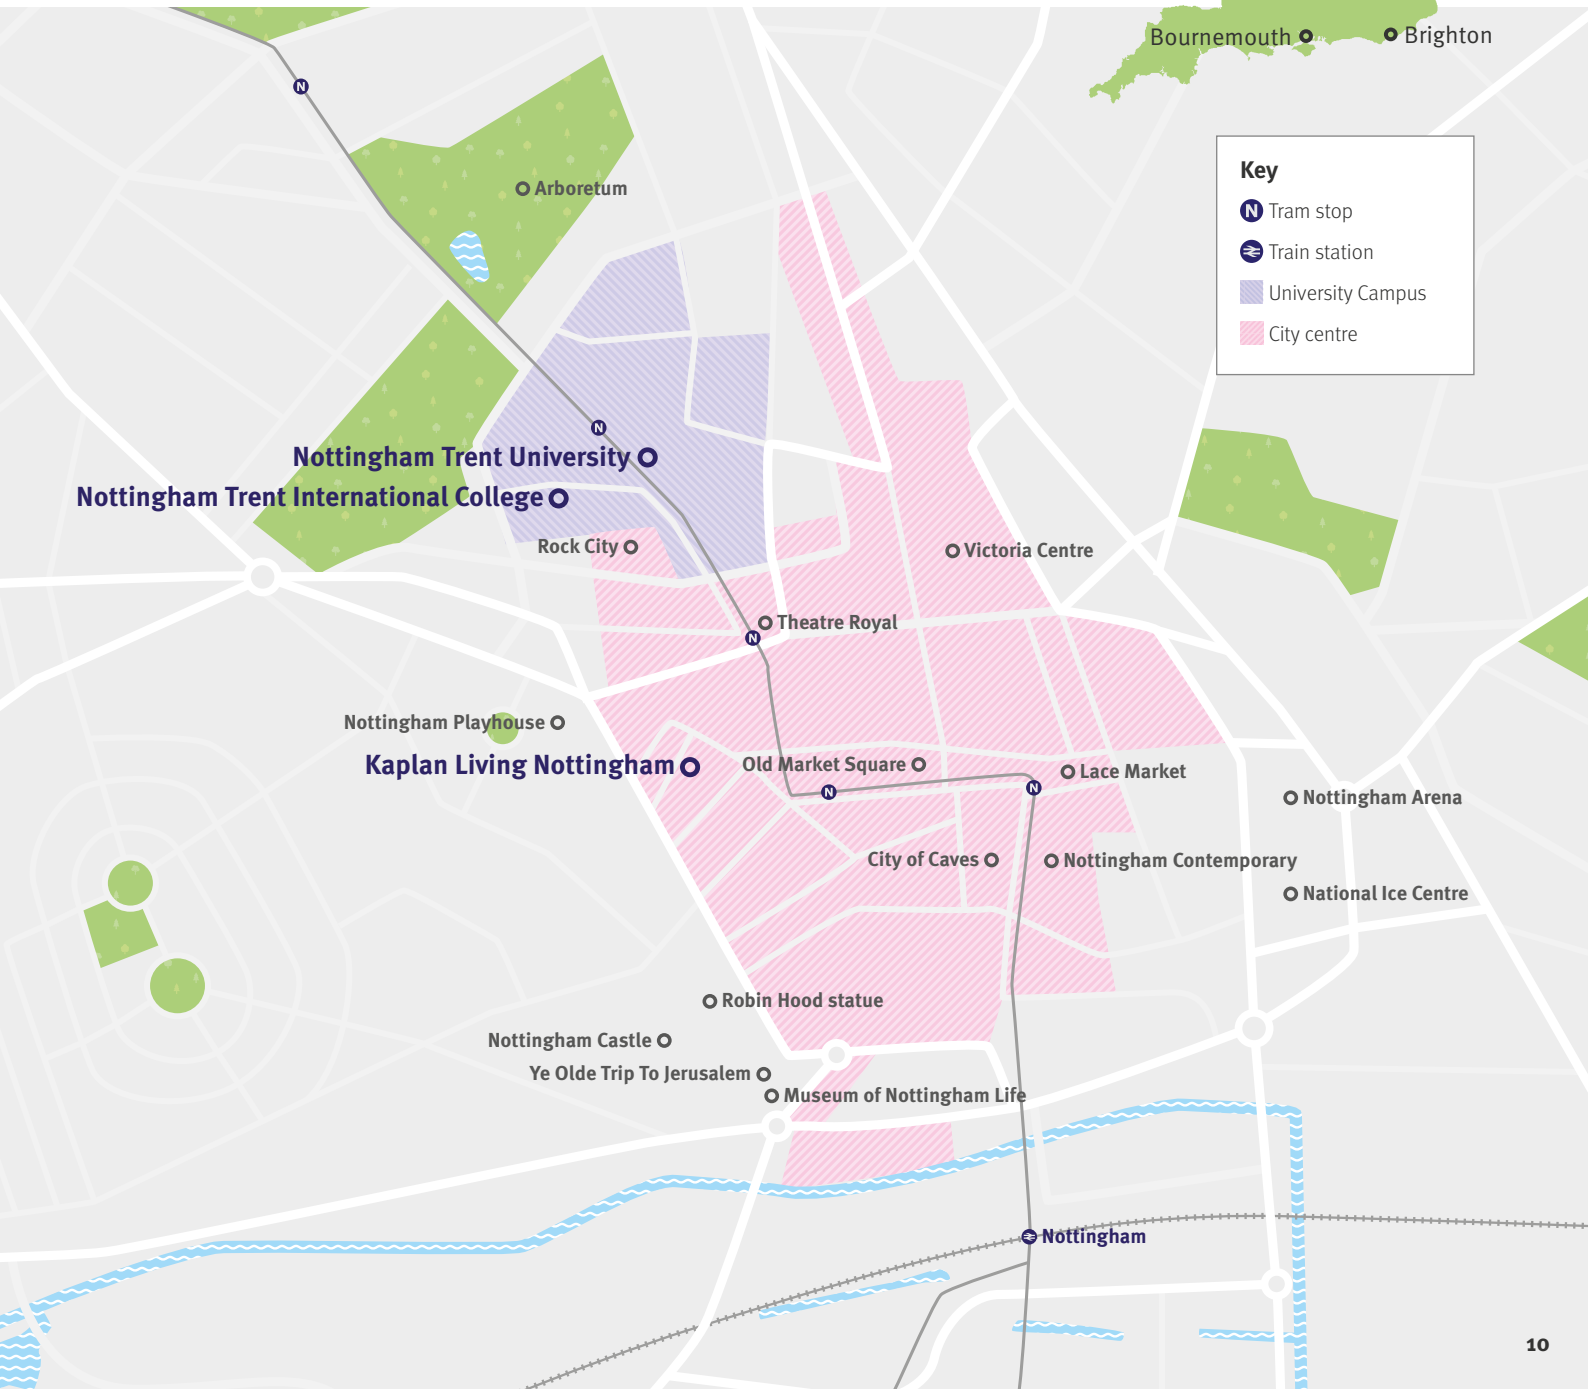 Bournemouth
Brighton
Key
N Tram stop
Train station
University Campus
City centre
N
Arboretum
N
Nottingham Trent University
Nottingham Trent International College
Rock City
Victoria Centre
Theatre Royal
N
Nottingham Playhouse
Kaplan Living Nottingham
Old Market Square
Lace Market
N
N
Nottingham Arena
City of Caves
Nottingham Contemporary
National Ice Centre
Robin Hood statue
Nottingham Castle
Ye Olde Trip To Jerusalem
Museum of Nottingham Life
Nottingham
10